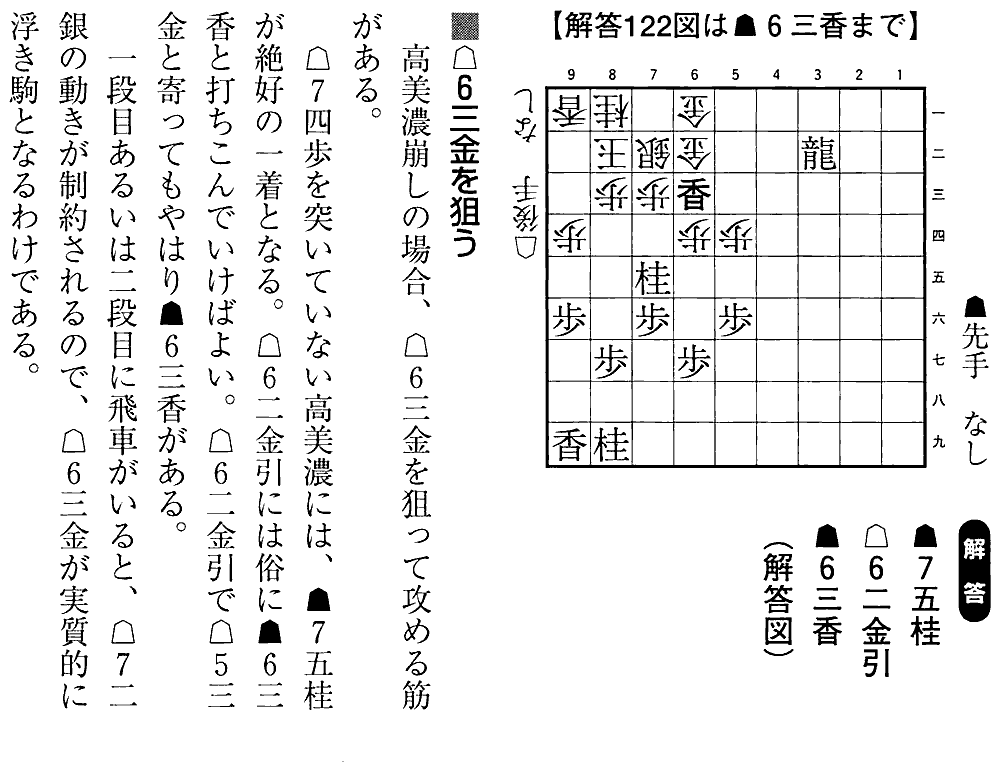 【解答122図は☗6三香まで】
9 8 7 6 5 4 3 2 1
香 桂 金 一
王 銀 金 龍 二
歩 歩 香 三
歩 歩 歩 四
桂 五
歩 歩 歩 六
歩 歩 七
八
香 桂 九
☖後手 なし
☗先手 なし
解答
☗7五桂
☖6二金引
☗6三香
(解答図)
■☖6三金を狙う
高美濃崩しの場合、☖6三金を狙って攻める筋
がある。
☖7四歩を突いていない高美濃には、☗7五桂
が絶好の一着となる。☖6二金引には俗に☗6三
香と打ちこんでいけばよい。☖6二金引で☖5三
金と寄ってもやはり☗6三香がある。
一段目あるいは二段目に飛車がいると、☖7二
銀の動きが制約されるので、☖6三金が実質的に
浮き駒となるわけである。